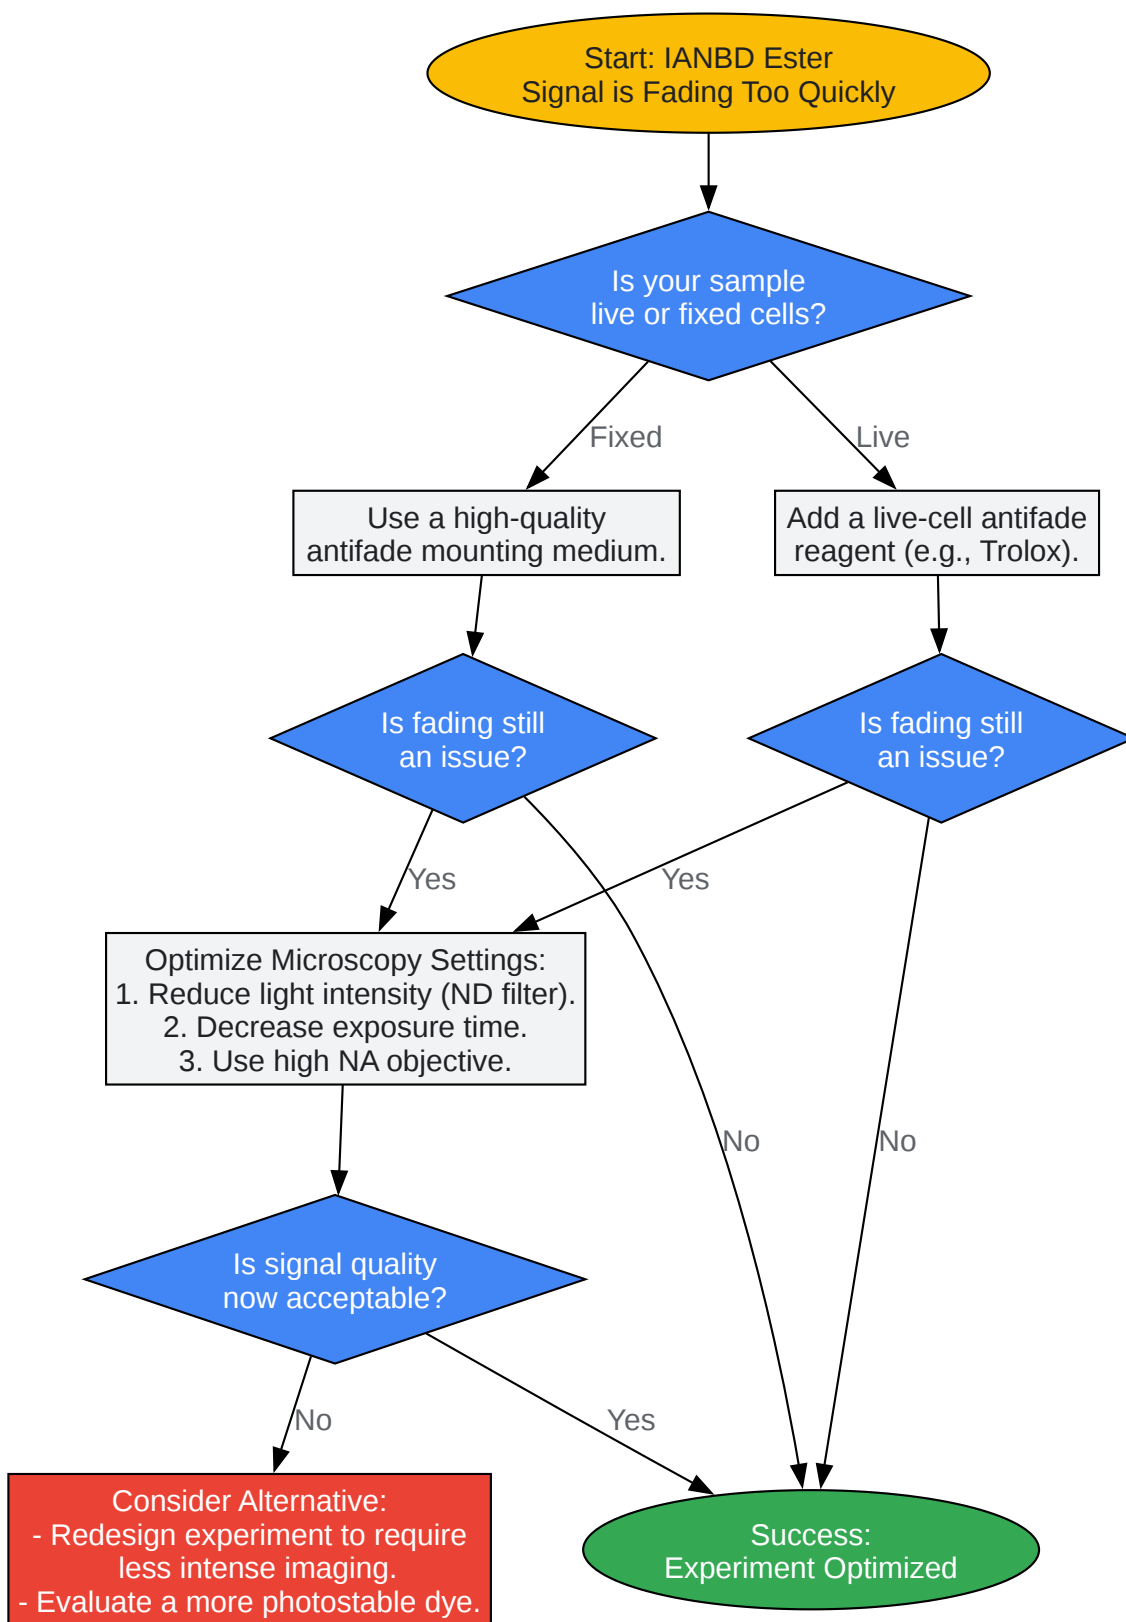 Start: IANBD Ester
Signal is Fading Too Quickly
Is your sample
live or fixed cells?
Fixed
Live
Use a high-quality
antifade mounting medium.
Add a live-cell antifade
reagent (e.g., Trolox).
Is fading still
an issue?
Is fading still
an issue?
Yes
Yes
Optimize Microscopy Settings:
1. Reduce light intensity (ND filter).
2. Decrease exposure time.
3. Use high NA objective.
No
No
Is signal quality
now acceptable?
No
Yes
Consider Alternative:
- Redesign experiment to require
less intense imaging.
- Evaluate a more photostable dye.
Success:
Experiment Optimized